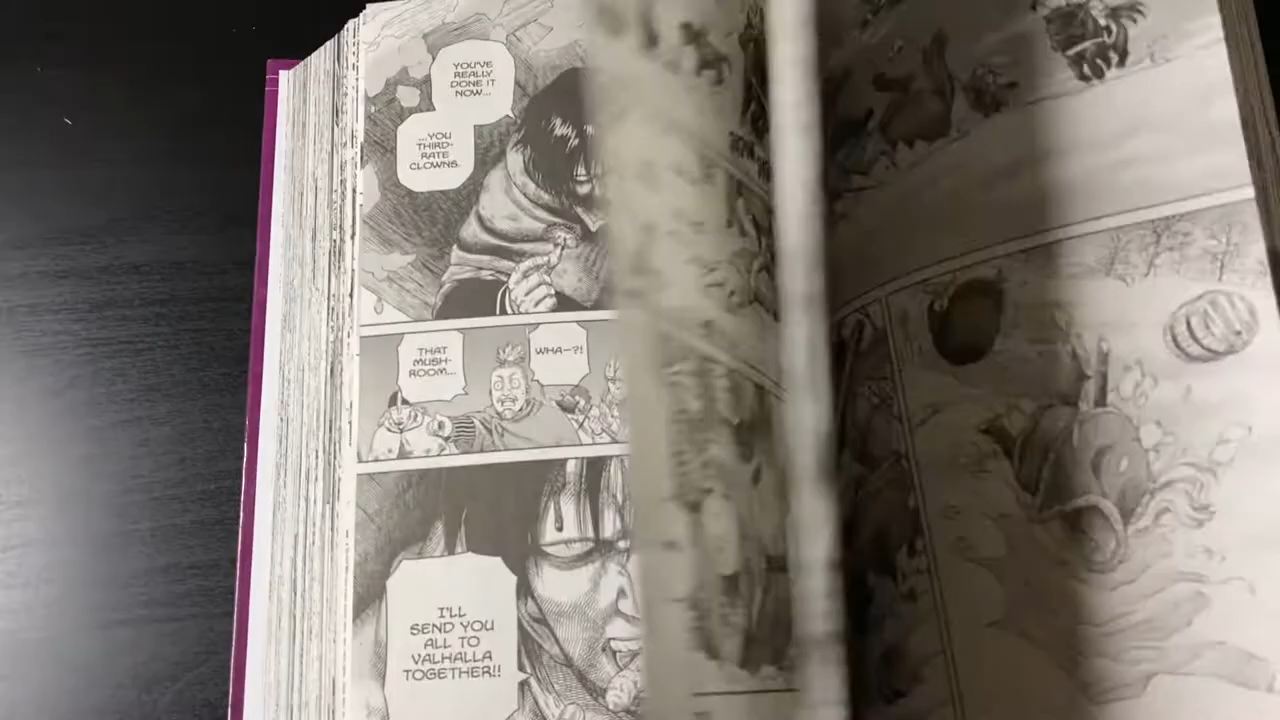 YOU'VE
REALLY
DONE IT
NOW...
...YOU
THIRD-
RATE
CLOWNS.
THAT
MUSH-
ROOM...
WHA—?!
I'LL
SEND YOU
ALL TO
VALHALLA
TOGETHER!!